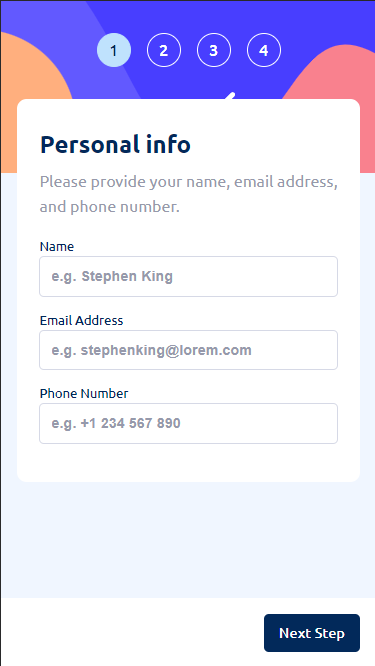 1 2 3 4
Personal info
Please provide your name, email address,
and phone number.
Name
e.g. Stephen King
Email Address
e.g. stephenking@lorem.com
Phone Number
e.g. +1 234 567 890
Next Step